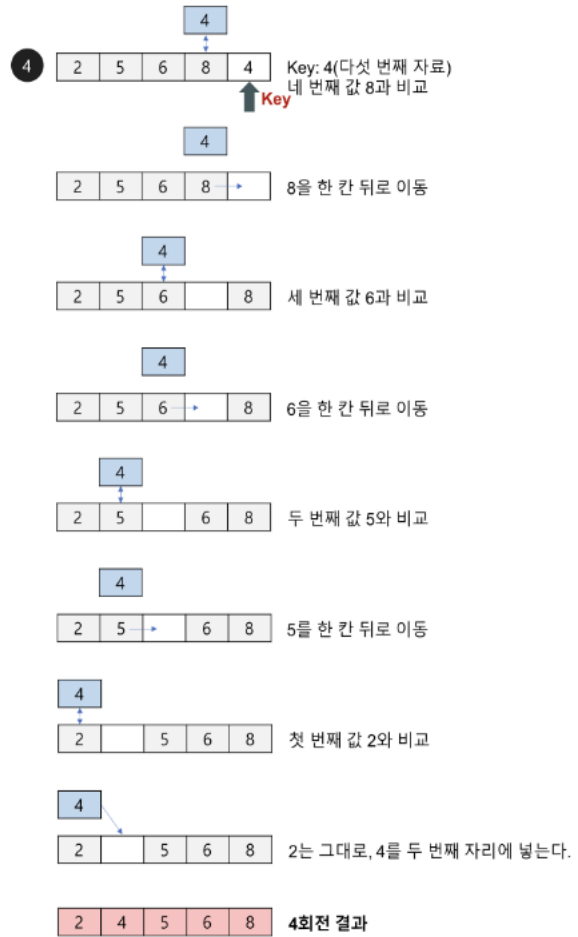 4
4
2 5 6 8 4
Key: 4(다섯 번째 자료)
네 번째 값 8과 비교
Key
4
2 5 6 8
8을 한 칸 뒤로 이동
4
2 5 6 8
세 번째 값 6과 비교
4
2 5 6 8
6을 한 칸 뒤로 이동
4
2 5 6 8
두 번째 값 5와 비교
4
2 5 6 8
5를 한 칸 뒤로 이동
4
2 5 6 8
첫 번째 값 2와 비교
4
2 5 6 8
2는 그대로, 4를 두 번째 자리에 넣는다.
2 4 5 6 8
4회전 결과